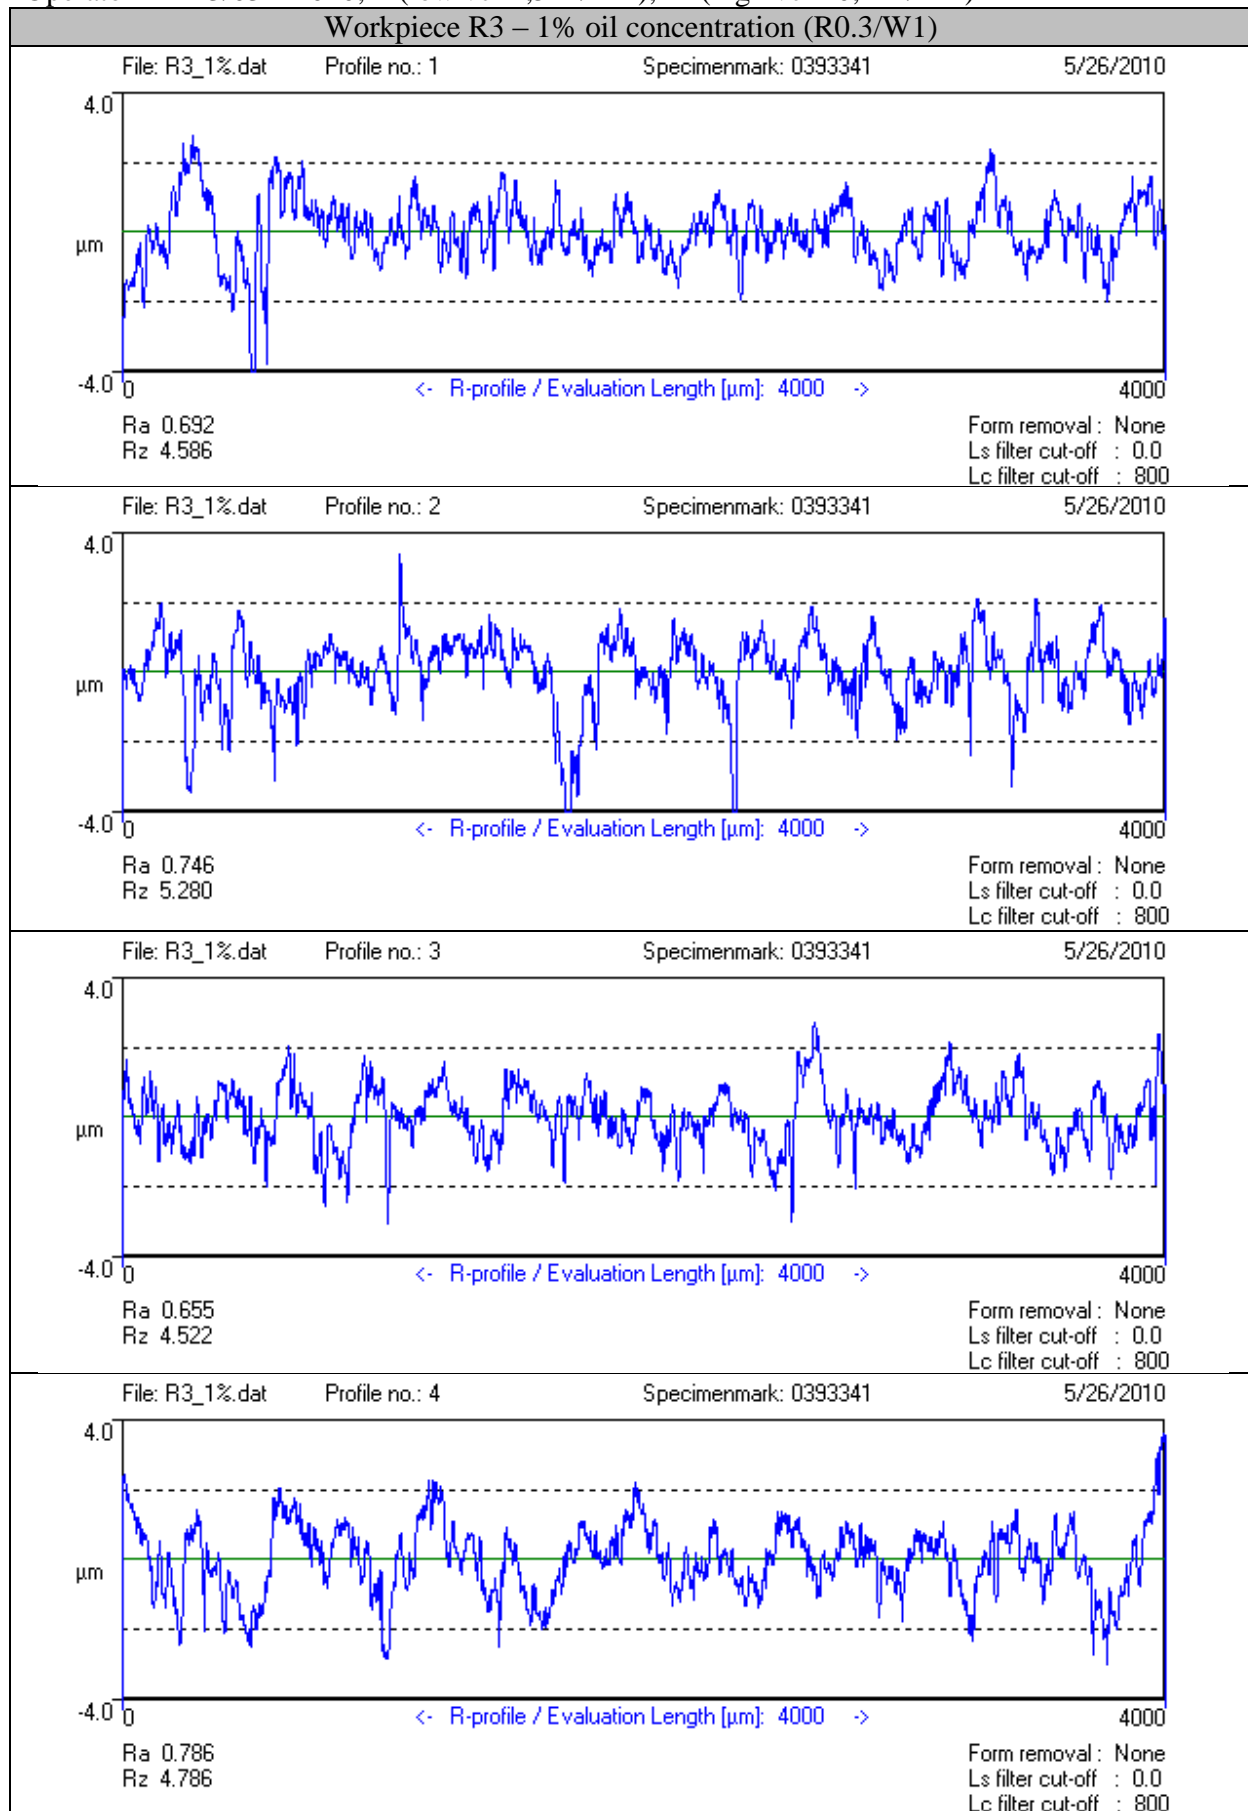 Workpiece R3 – 1% oil concentration (R0.3/W1)
File: R3_1%.dat Profile no.: 1 Specimenmark: 0393341 5/26/2010
4.0
µm
-4.0 0 <- R-profile / Evaluation Length [µm]: 4000 -> 4000
Ra 0.692 Form removal : None
Rz 4.586 Ls filter cut-off : 0.0
Lc filter cut-off : 800
File: R3_1%.dat Profile no.: 2 Specimenmark: 0393341 5/26/2010
4.0
µm
-4.0 0 <- R-profile / Evaluation Length [µm]: 4000 -> 4000
Ra 0.746 Form removal : None
Rz 5.280 Ls filter cut-off : 0.0
Lc filter cut-off : 800
File: R3_1%.dat Profile no.: 3 Specimenmark: 0393341 5/26/2010
4.0
µm
-4.0 0 <- R-profile / Evaluation Length [µm]: 4000 -> 4000
Ra 0.655 Form removal : None
Rz 4.522 Ls filter cut-off : 0.0
Lc filter cut-off : 800
File: R3_1%.dat Profile no.: 4 Specimenmark: 0393341 5/26/2010
4.0
µm
-4.0 0 <- R-profile / Evaluation Length [µm]: 4000 -> 4000
Ra 0.786 Form removal : None
Rz 4.786 Ls filter cut-off : 0.0
Lc filter cut-off : 800